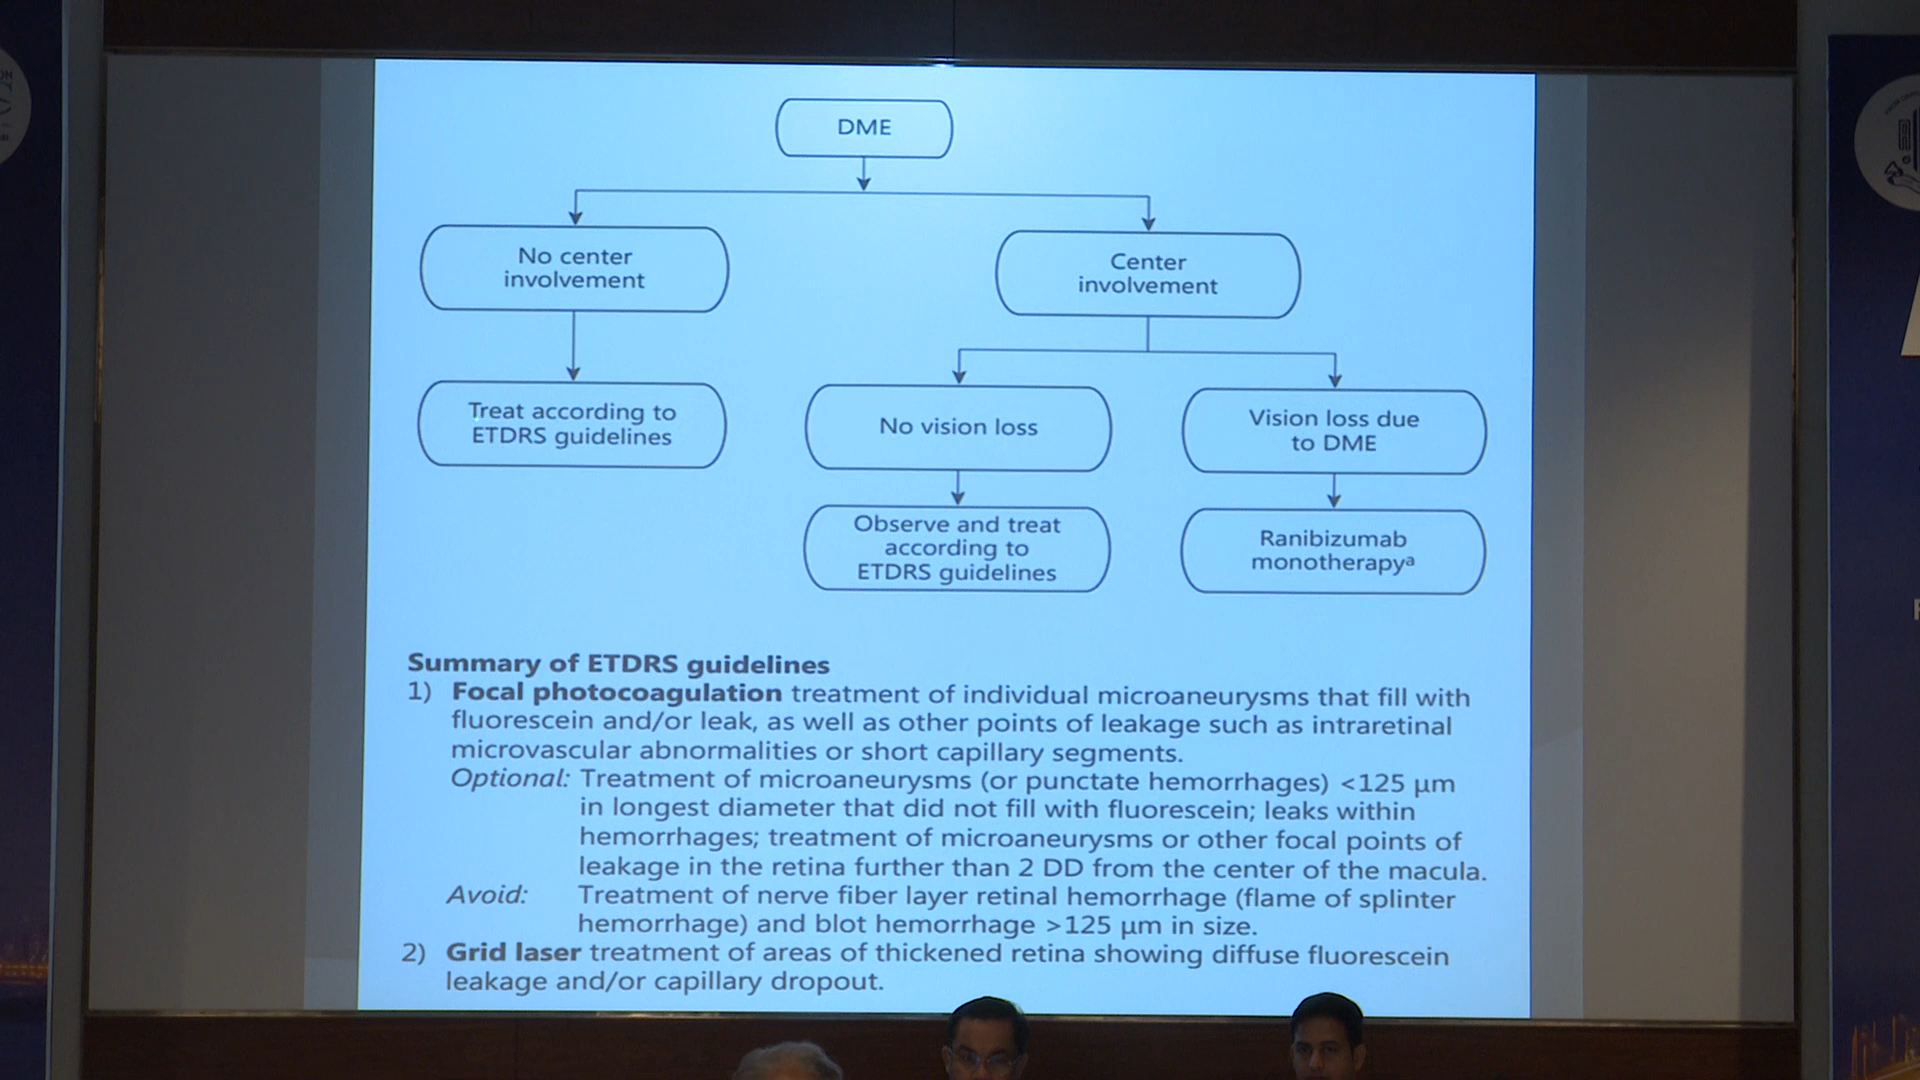 DME
No center
involvement
Center
involvement
Treat according to
ETDRS guidelines
No vision loss
Vision loss due
to DME
Observe and treat
according to
ETDRS guidelines
Ranibizumab
monotherapyᵃ
Summary of ETDRS guidelines
1) Focal photocoagulation treatment of individual microaneurysms that fill with
fluorescein and/or leak, as well as other points of leakage such as intraretinal
microvascular abnormalities or short capillary segments.
Optional: Treatment of microaneurysms (or punctate hemorrhages) <125 µm
in longest diameter that did not fill with fluorescein; leaks within
hemorrhages; treatment of microaneurysms or other focal points of
leakage in the retina further than 2 DD from the center of the macula.
Avoid: Treatment of nerve fiber layer retinal hemorrhage (flame of splinter
hemorrhage) and blot hemorrhage >125 µm in size.
2) Grid laser treatment of areas of thickened retina showing diffuse fluorescein
leakage and/or capillary dropout.